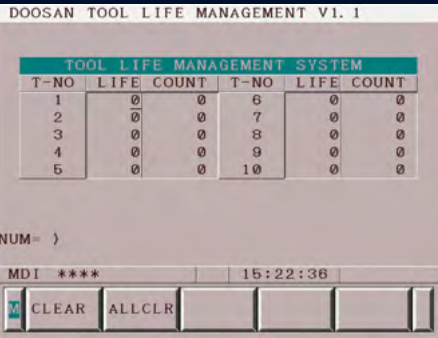 DOOSAN TOOL LIFE MANAGEMENT V1.1
TOOL LIFE MANAGEMENT SYSTEM
T-NO LIFE COUNT T-NO LIFE COUNT
1 0 0 6 0 0
2 0 0 7 0 0
3 0 0 8 0 0
4 0 0 9 0 0
5 0 0 10 0 0
NUM= )
MDI **** 15:22:36
M CLEAR ALLCLR